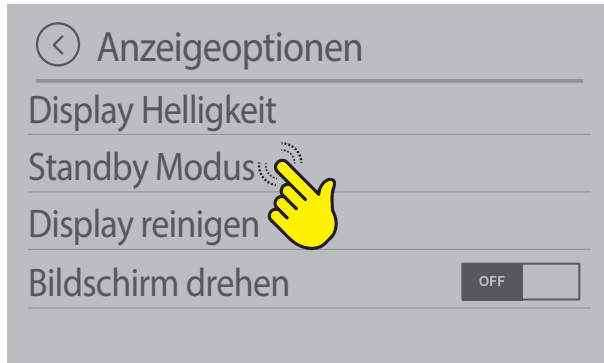 Anzeigeoptionen
Display Helligkeit
Standby Modus
Display reinigen
Bildschirm drehen OFF